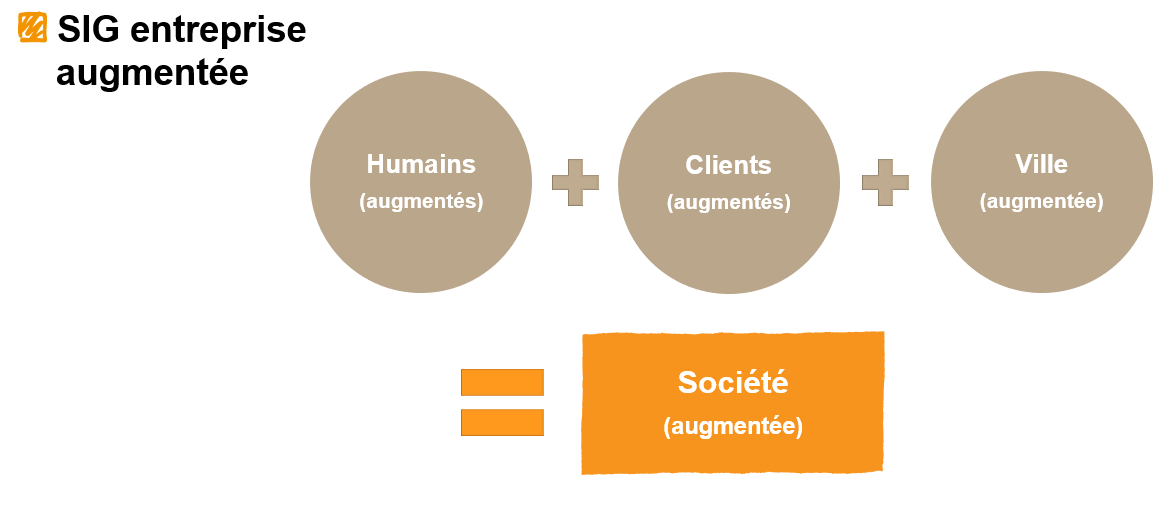 SIG entreprise
augmentée
Humains
(augmentés)
Clients
(augmentés)
Ville
(augmentée)
Société
(augmentée)